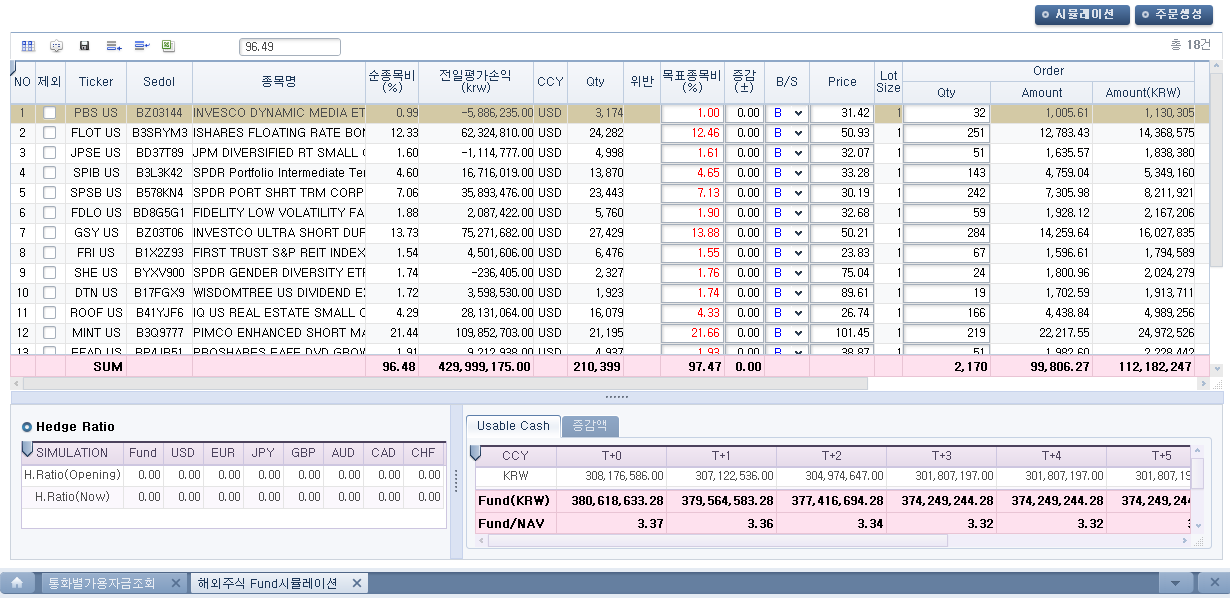 시뮬레이션 주문생성
96.49 총 18건
NO 제외 Ticker Sedol 종목명 순종목비(%) 전일평가손익(krw) CCY Qty 위반 목표종목비(%) 증감(±) B/S Price Lot Size Order
Qty Amount Amount(KRW)
1 PBS US BZ03144 INVESCO DYNAMIC MEDIA ET 0.99 -5,886,235.00 USD 3,174 1.00 0.00 B 31.42 1 32 1,005.61 1,130,305
2 FLOT US B3SRYM3 ISHARES FLOATING RATE BON 12.33 62,324,810.00 USD 24,282 12.46 0.00 B 50.93 1 251 12,783.43 14,368,575
3 JPSE US BD37T89 JPM DIVERSIFIED RT SMALL C 1.60 -1,114,777.00 USD 4,998 1.61 0.00 B 32.07 1 51 1,635.57 1,838,380
4 SPIB US B3L3K42 SPDR Portfolio Intermediate Ter 4.60 16,716,019.00 USD 13,870 4.65 0.00 B 33.28 1 143 4,759.04 5,349,160
5 SPSB US B578KN4 SPDR PORT SHRT TRM CORP 7.06 35,893,476.00 USD 23,443 7.13 0.00 B 30.19 1 242 7,305.98 8,211,921
6 FDLO US BD8G5G1 FIDELITY LOW VOLATILITY FA 1.88 2,087,422.00 USD 5,760 1.90 0.00 B 32.68 1 59 1,928.12 2,167,206
7 GSY US BZ03T06 INVESTCO ULTRA SHORT DUR 13.73 75,271,682.00 USD 27,429 13.88 0.00 B 50.21 1 284 14,259.64 16,027,835
8 FRI US B1X2Z93 FIRST TRUST S&P REIT INDEX 1.54 4,501,606.00 USD 6,476 1.55 0.00 B 23.83 1 67 1,596.61 1,794,589
9 SHE US BYXV900 SPDR GENDER DIVERSITY ETF 1.74 -236,405.00 USD 2,327 1.76 0.00 B 75.04 1 24 1,800.96 2,024,279
10 DTN US B17FGX9 WISDOMTREE US DIVIDEND E 1.72 3,598,530.00 USD 1,923 1.74 0.00 B 89.61 1 19 1,702.59 1,913,711
11 ROOF US B41YJF6 IQ US REAL ESTATE SMALL C 4.29 28,131,064.00 USD 16,079 4.33 0.00 B 26.74 1 166 4,438.84 4,989,256
12 MINT US B3Q9777 PIMCO ENHANCED SHORT MA 21.44 109,852,703.00 USD 21,195 21.66 0.00 B 101.45 1 219 22,217.55 24,972,526
13 EFAD US BP4JB51 PROSHARES EAFE DVD GROW 1.91 9,212,938.00 USD 4,937 1.93 0.00 B 38.87 1 51 1,982.60 2,228,442
SUM 96.48 429,999,175.00 210,399 97.47 0.00 2,170 99,806.27 112,182,247
Hedge Ratio
SIMULATION Fund USD EUR JPY GBP AUD CAD CHF
H.Ratio(Opening) 0.00 0.00 0.00 0.00 0.00 0.00 0.00 0.00
H.Ratio(Now) 0.00 0.00 0.00 0.00 0.00 0.00 0.00 0.00
Usable Cash 증감액
CCY T+0 T+1 T+2 T+3 T+4 T+5
KRW 308,176,586.00 307,122,536.00 304,974,647.00 301,807,197.00 301,807,197.00 301,807,19
Fund(KRW) 380,618,633.28 379,564,583.28 377,416,694.28 374,249,244.28 374,249,244.28 374,249,244
Fund/NAV 3.37 3.36 3.34 3.32 3.32
통화별가용자금조회 해외주식 Fund시뮬레이션